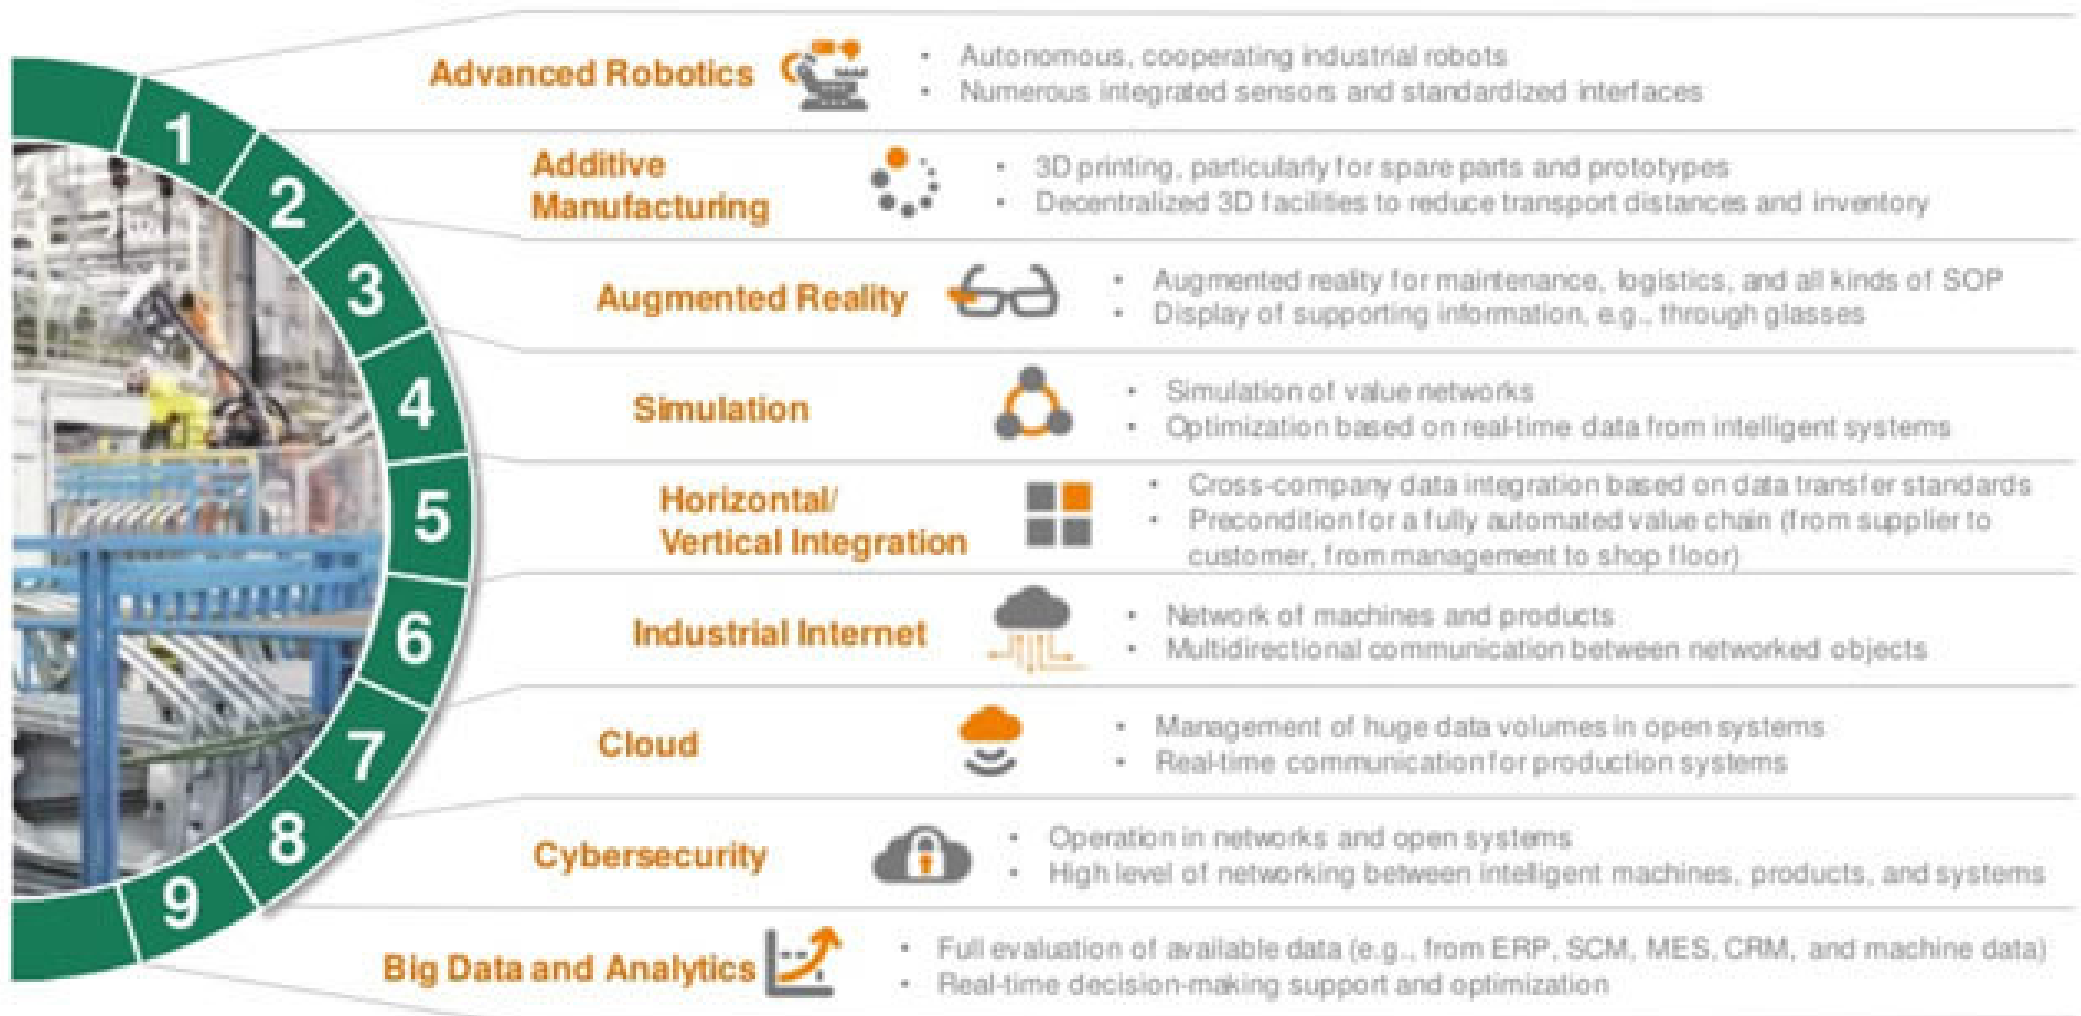 1
Advanced Robotics
• Autonomous, cooperating industrial robots
• Numerous integrated sensors and standardized interfaces
2
Additive
Manufacturing
• 3D printing, particularly for spare parts and prototypes
• Decentralized 3D facilities to reduce transport distances and inventory
3
Augmented Reality
• Augmented reality for maintenance, logistics, and all kinds of SOP
• Display of supporting information, e.g., through glasses
4
Simulation
• Simulation of value networks
• Optimization based on real-time data from intelligent systems
5
Horizontal/
Vertical Integration
• Cross-company data integration based on data transfer standards
• Precondition for a fully automated value chain (from supplier to
customer, from management to shop floor)
6
Industrial Internet
• Network of machines and products
• Multidirectional communication between networked objects
7
Cloud
• Management of huge data volumes in open systems
• Real-time communication for production systems
8
Cybersecurity
• Operation in networks and open systems
• High level of networking between intelligent machines, products, and systems
9
Big Data and Analytics
• Full evaluation of available data (e.g., from ERP, SCM, MES, CRM, and machine data)
• Real-time decision-making support and optimization